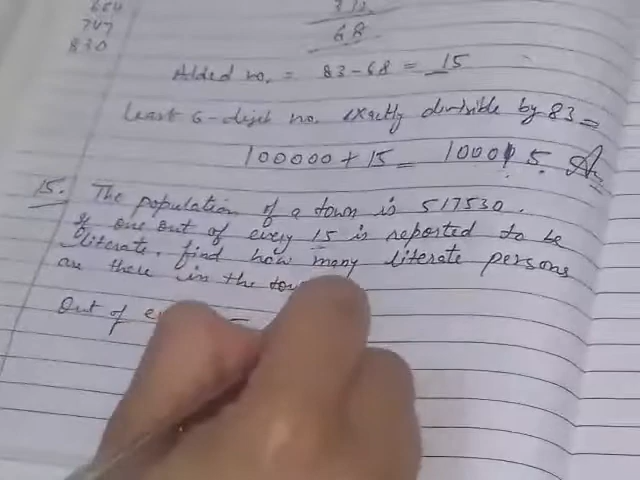 747
830
68
Added no. = 83-68 = 15
Least 6-digit no. exactly divisible by 83 =
100000 + 15 = 100015. Ans
15. The population of a town is 517530.
If one out of every 15 is reported to be
literate, find how many literate persons
are there in the
Out of